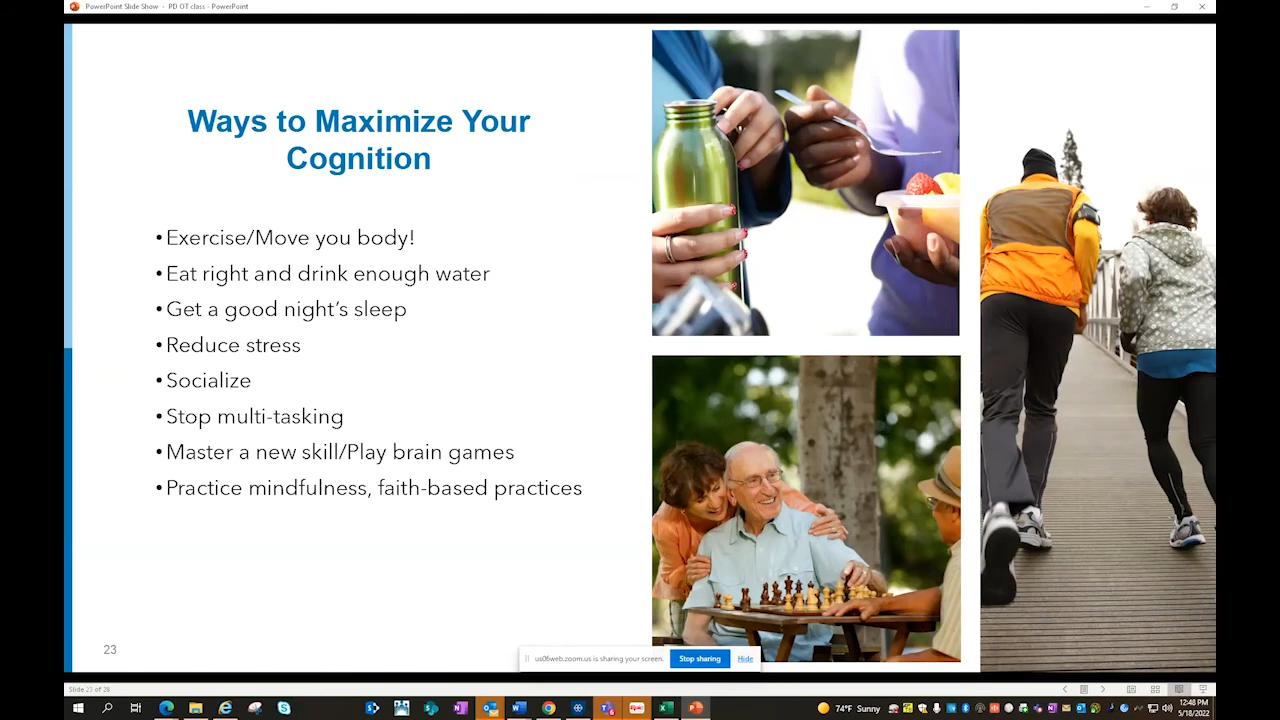 PowerPoint Slide Show - PD OT class - PowerPoint
Ways to Maximize Your
Cognition
•Exercise/Move you body!
•Eat right and drink enough water
•Get a good night's sleep
•Reduce stress
•Socialize
•Stop multi-tasking
•Master a new skill/Play brain games
•Practice mindfulness, faith-based practices
23
us06web.zoom.us is sharing your screen.
Stop sharing
Hide
Slide 23 of 28
74°F Sunny
12:48 PM
5/18/2022